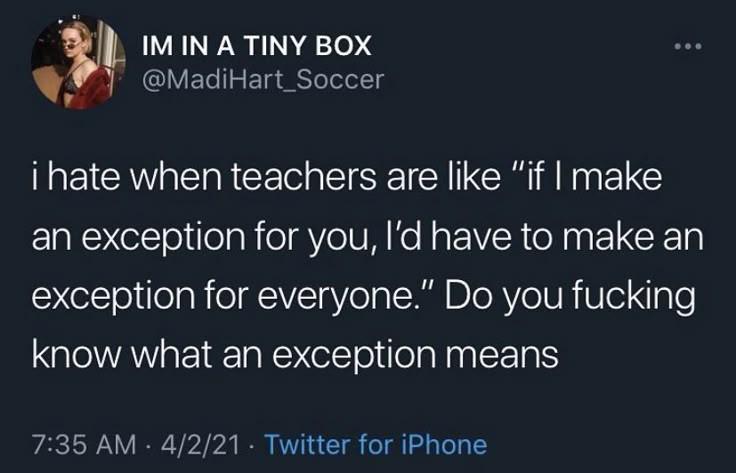 IM IN A TINY BOX
@MadiHart_Soccer
i hate when teachers are like “if I make
an exception for you, I’d have to make an
exception for everyone.” Do you fucking
know what an exception means
7:35 AM · 4/2/21 · Twitter for iPhone